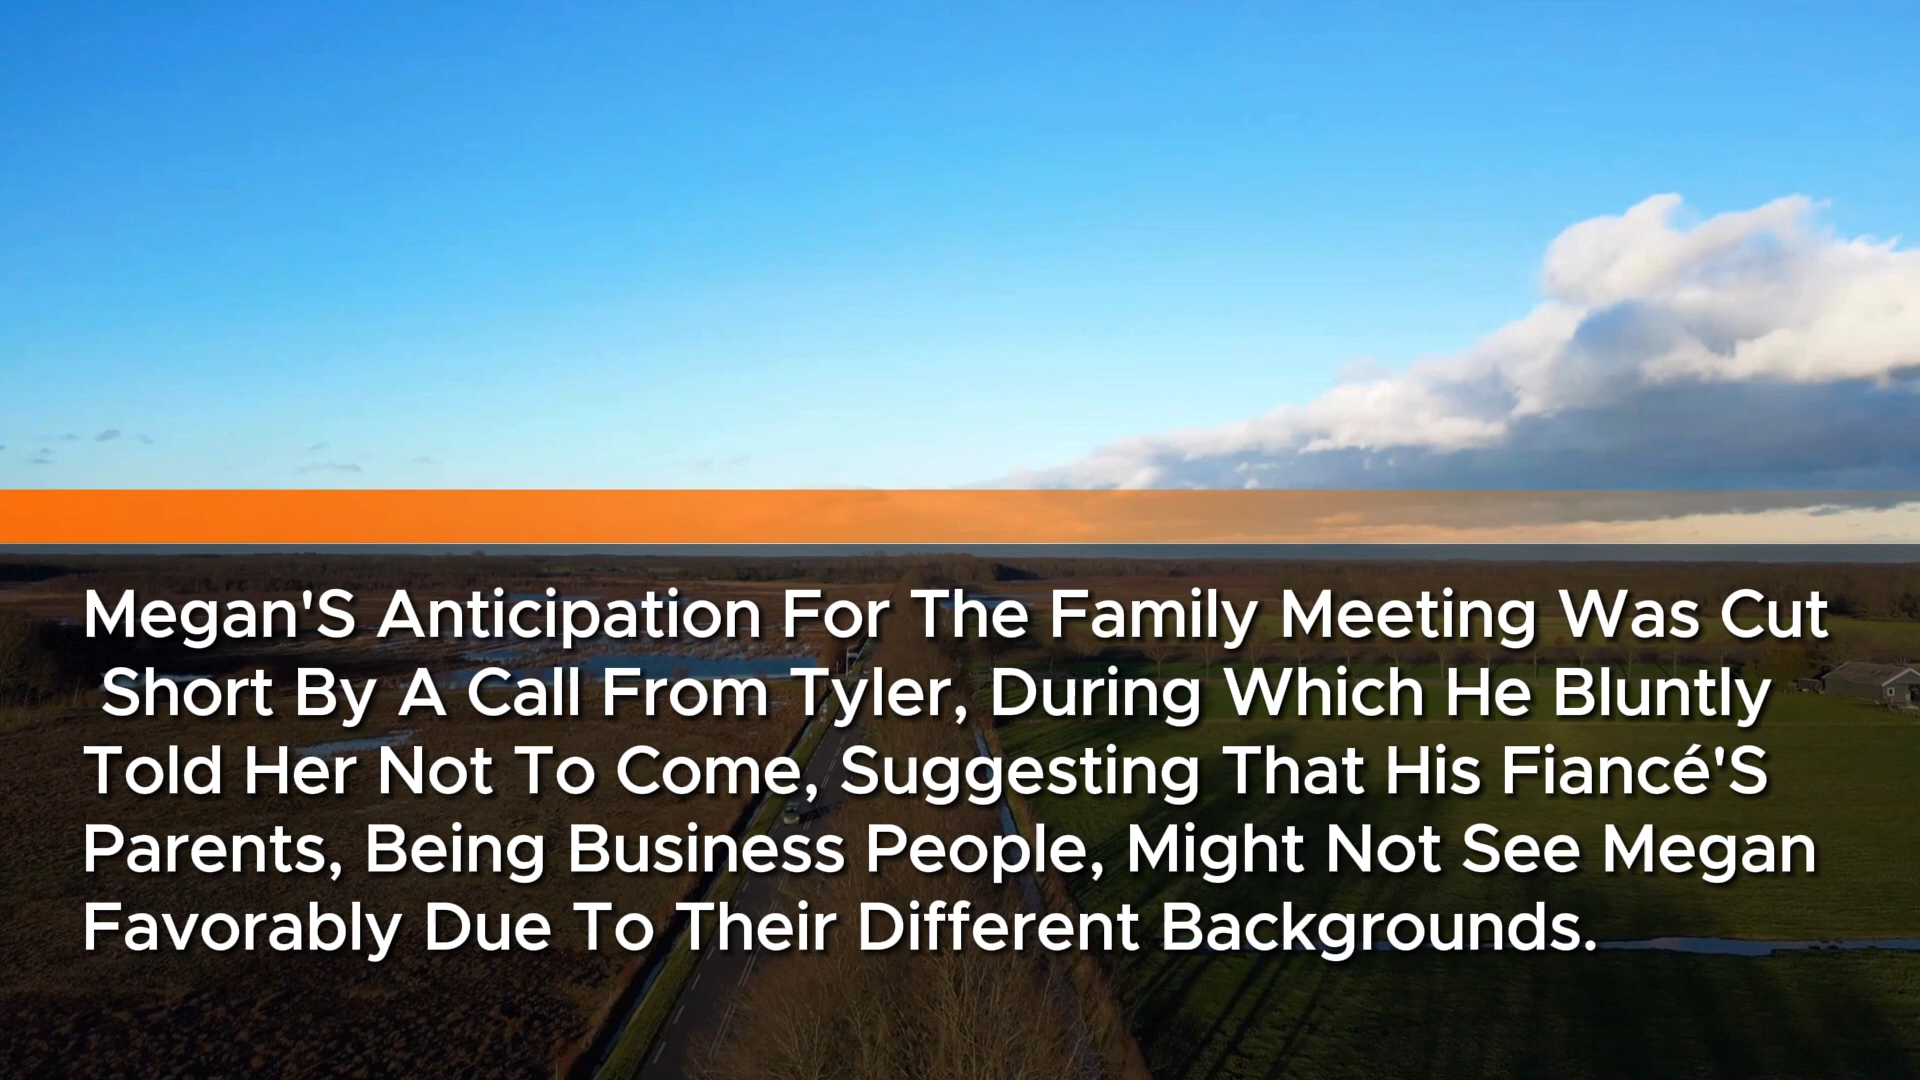 Megan'S Anticipation For The Family Meeting Was Cut
Short By A Call From Tyler, During Which He Bluntly
Told Her Not To Come, Suggesting That His Fiancé'S
Parents, Being Business People, Might Not See Megan
Favorably Due To Their Different Backgrounds.